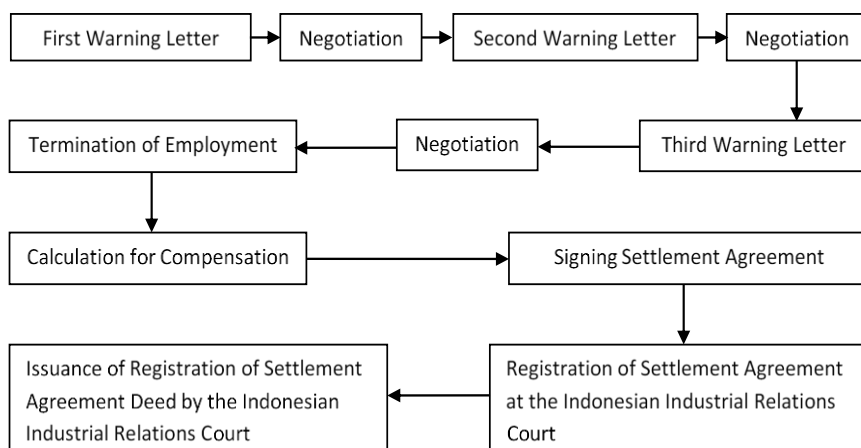 First Warning Letter
Negotiation
Second Warning Letter
Negotiation
Third Warning Letter
Negotiation
Termination of Employment
Calculation for Compensation
Signing Settlement Agreement
Registration of Settlement Agreement
at the Indonesian Industrial Relations
Court
Issuance of Registration of Settlement
Agreement Deed by the Indonesian
Industrial Relations Court